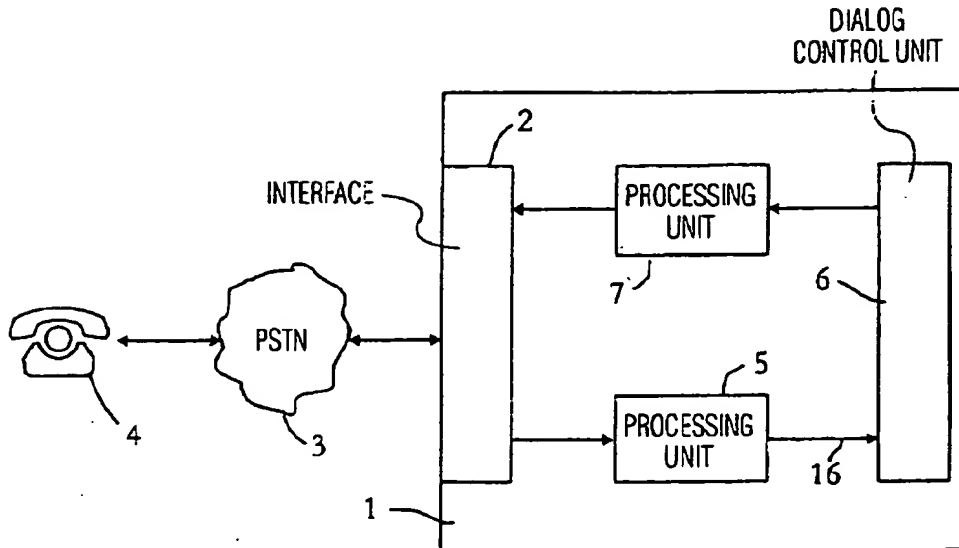 DIALOG
CONTROL UNIT
2
INTERFACE
PROCESSING
UNIT
7
6
PSTN
4
3
5
PROCESSING
UNIT
16
1